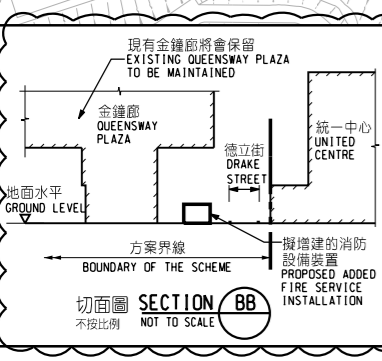 現有金鐘廊將會保留
EXISTING QUEENSWAY PLAZA
TO BE MAINTAINED
金鐘廊
QUEENSWAY
PLAZA
德立街
DRAKE
STREET
統一中心
UNITED
CENTRE
地面水平
GROUND LEVEL
方案界線
BOUNDARY OF THE SCHEME
擬增建的消防
設備裝置
PROPOSED ADDED
FIRE SERVICE
INSTALLATION
切面圖 SECTION BB
不按比例 NOT TO SCALE